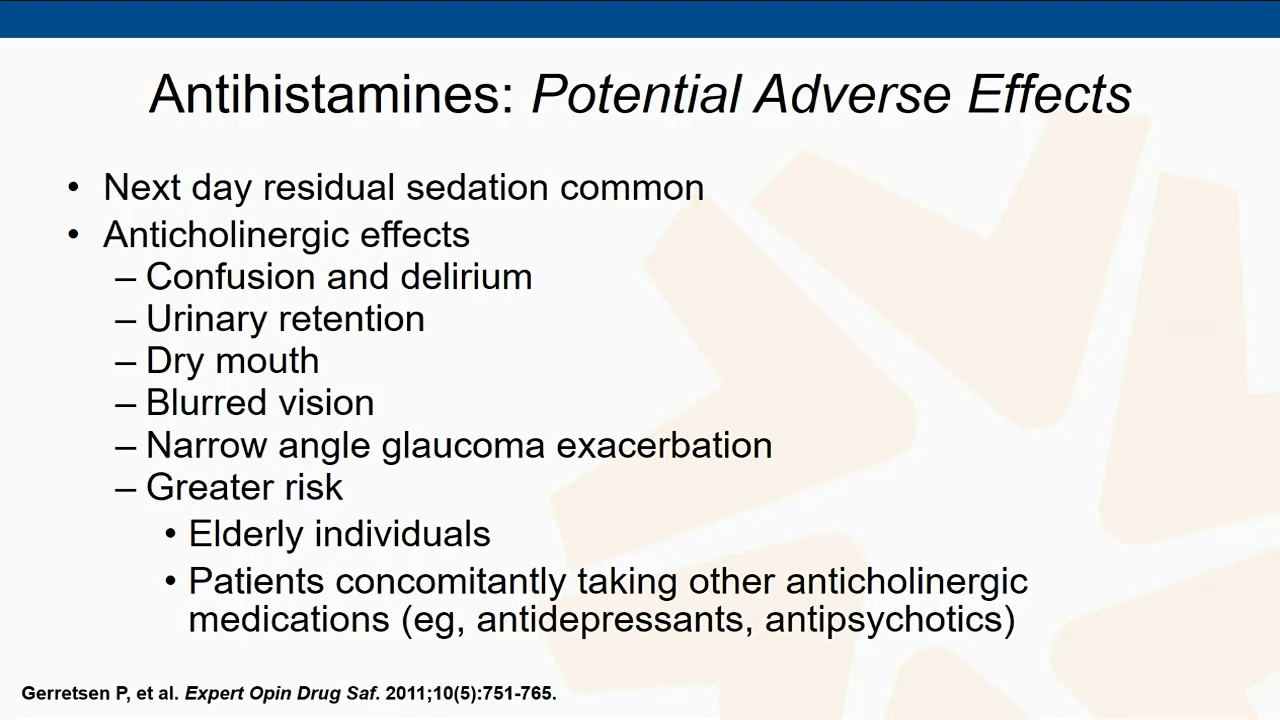 Antihistamines: Potential Adverse Effects
• Next day residual sedation common
• Anticholinergic effects
– Confusion and delirium
– Urinary retention
– Dry mouth
– Blurred vision
– Narrow angle glaucoma exacerbation
– Greater risk
• Elderly individuals
• Patients concomitantly taking other anticholinergic
medications (eg, antidepressants, antipsychotics)
Gerretsen P, et al. Expert Opin Drug Saf. 2011;10(5):751-765.